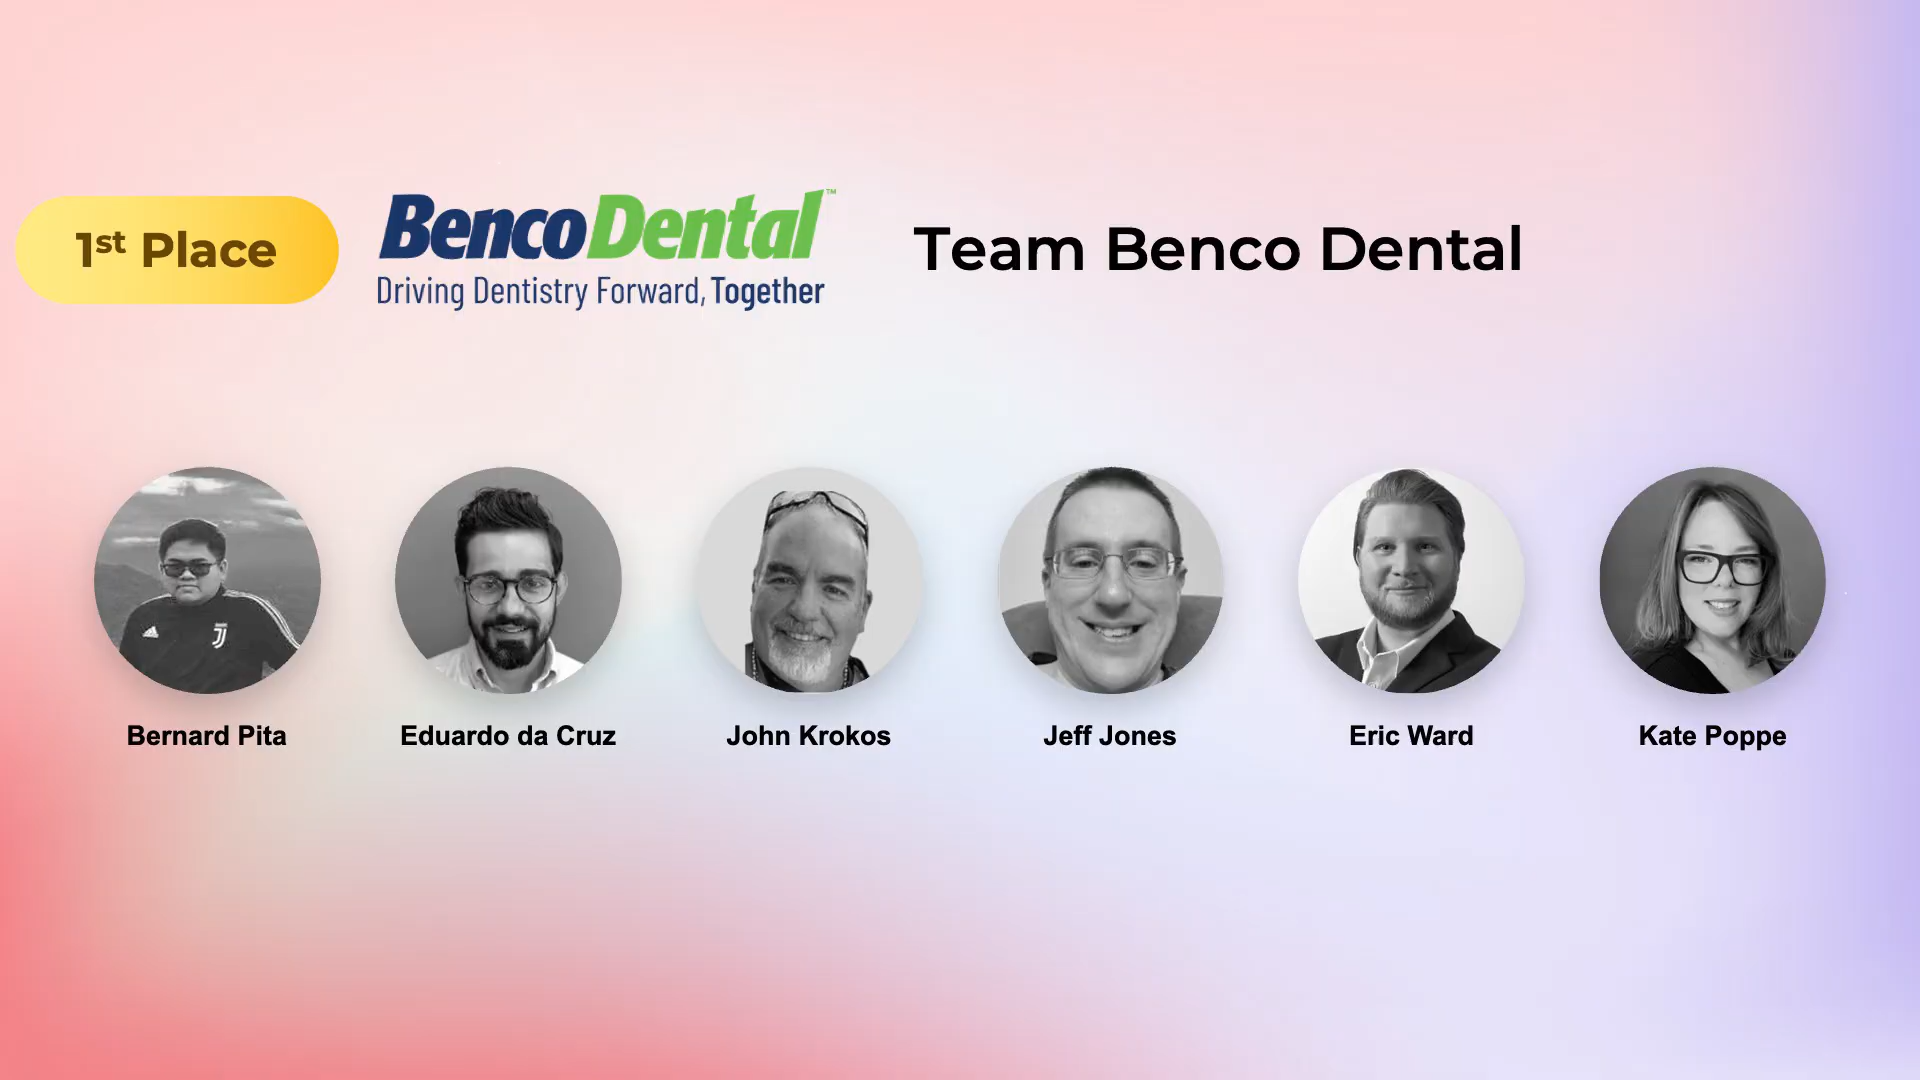 1st Place
BencoDental™
Driving Dentistry Forward, Together
Team Benco Dental
Bernard Pita
Eduardo da Cruz
John Krokos
Jeff Jones
Eric Ward
Kate Poppe